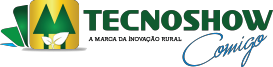 TECNOSHOW
A MARCA DA INOVAÇÃO RURAL
Comigo